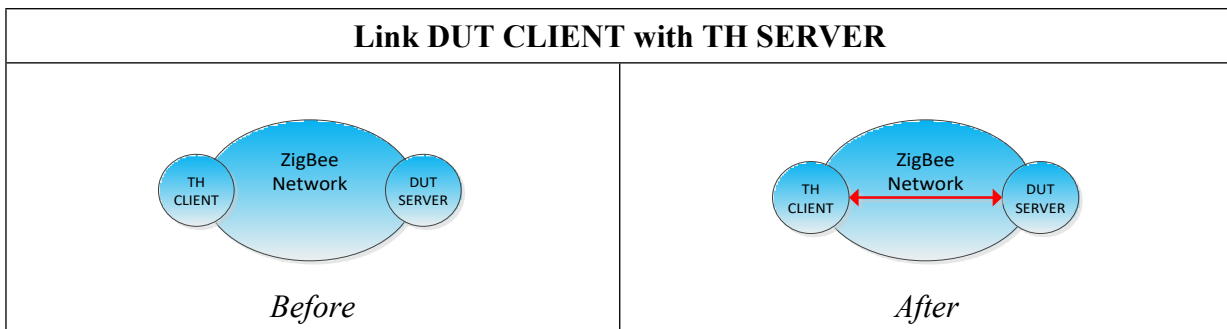 Link DUT CLIENT with TH SERVER
ZigBee
Network
TH
CLIENT
DUT
SERVER
Before
ZigBee
Network
TH
CLIENT
DUT
SERVER
After